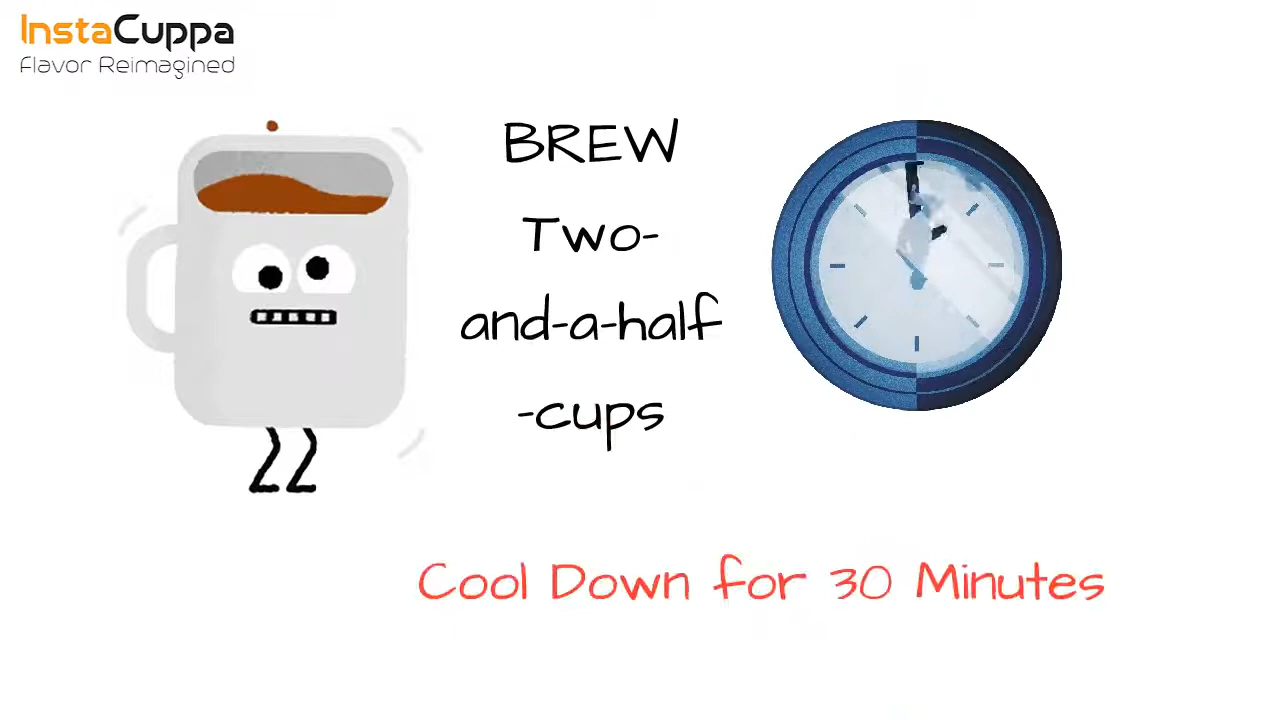 InstaCuppa
Flavor Reimagined
BREW
Two-
and-a-half
-cups
Cool Down for 30 Minutes